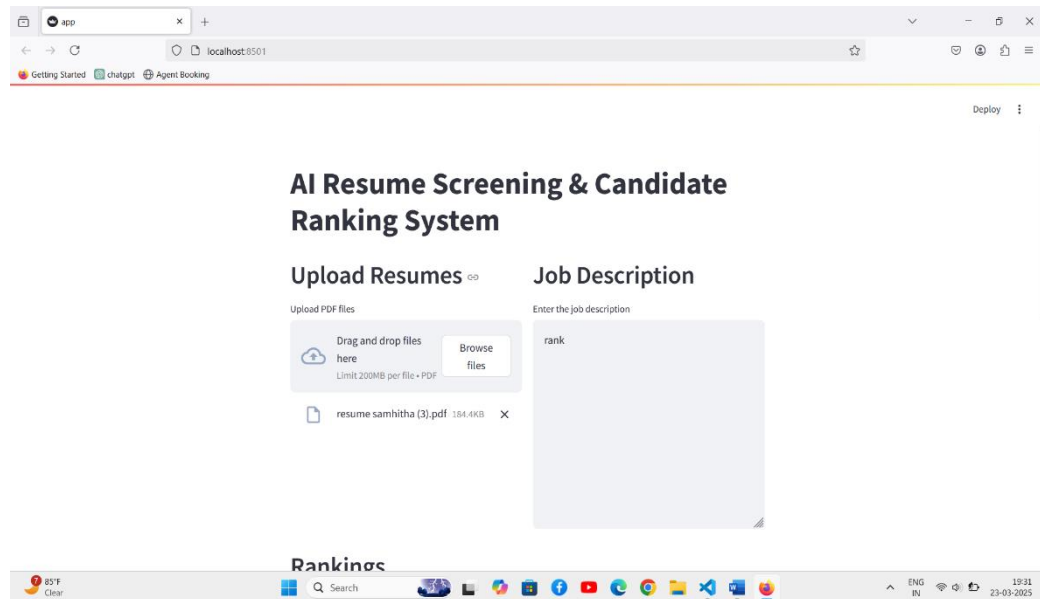 app
localhost:8501
Getting Started chatgpt Agent Booking
Deploy
AI Resume Screening & Candidate
Ranking System
Upload Resumes
Upload PDF files
Drag and drop files
here
Limit 200MB per file • PDF
Browse
files
resume samhitha (3).pdf 184.4KB
Job Description
Enter the job description
rank
Rankings
7
85°F
Clear
Search
ENG
IN
19:31
23-03-2025